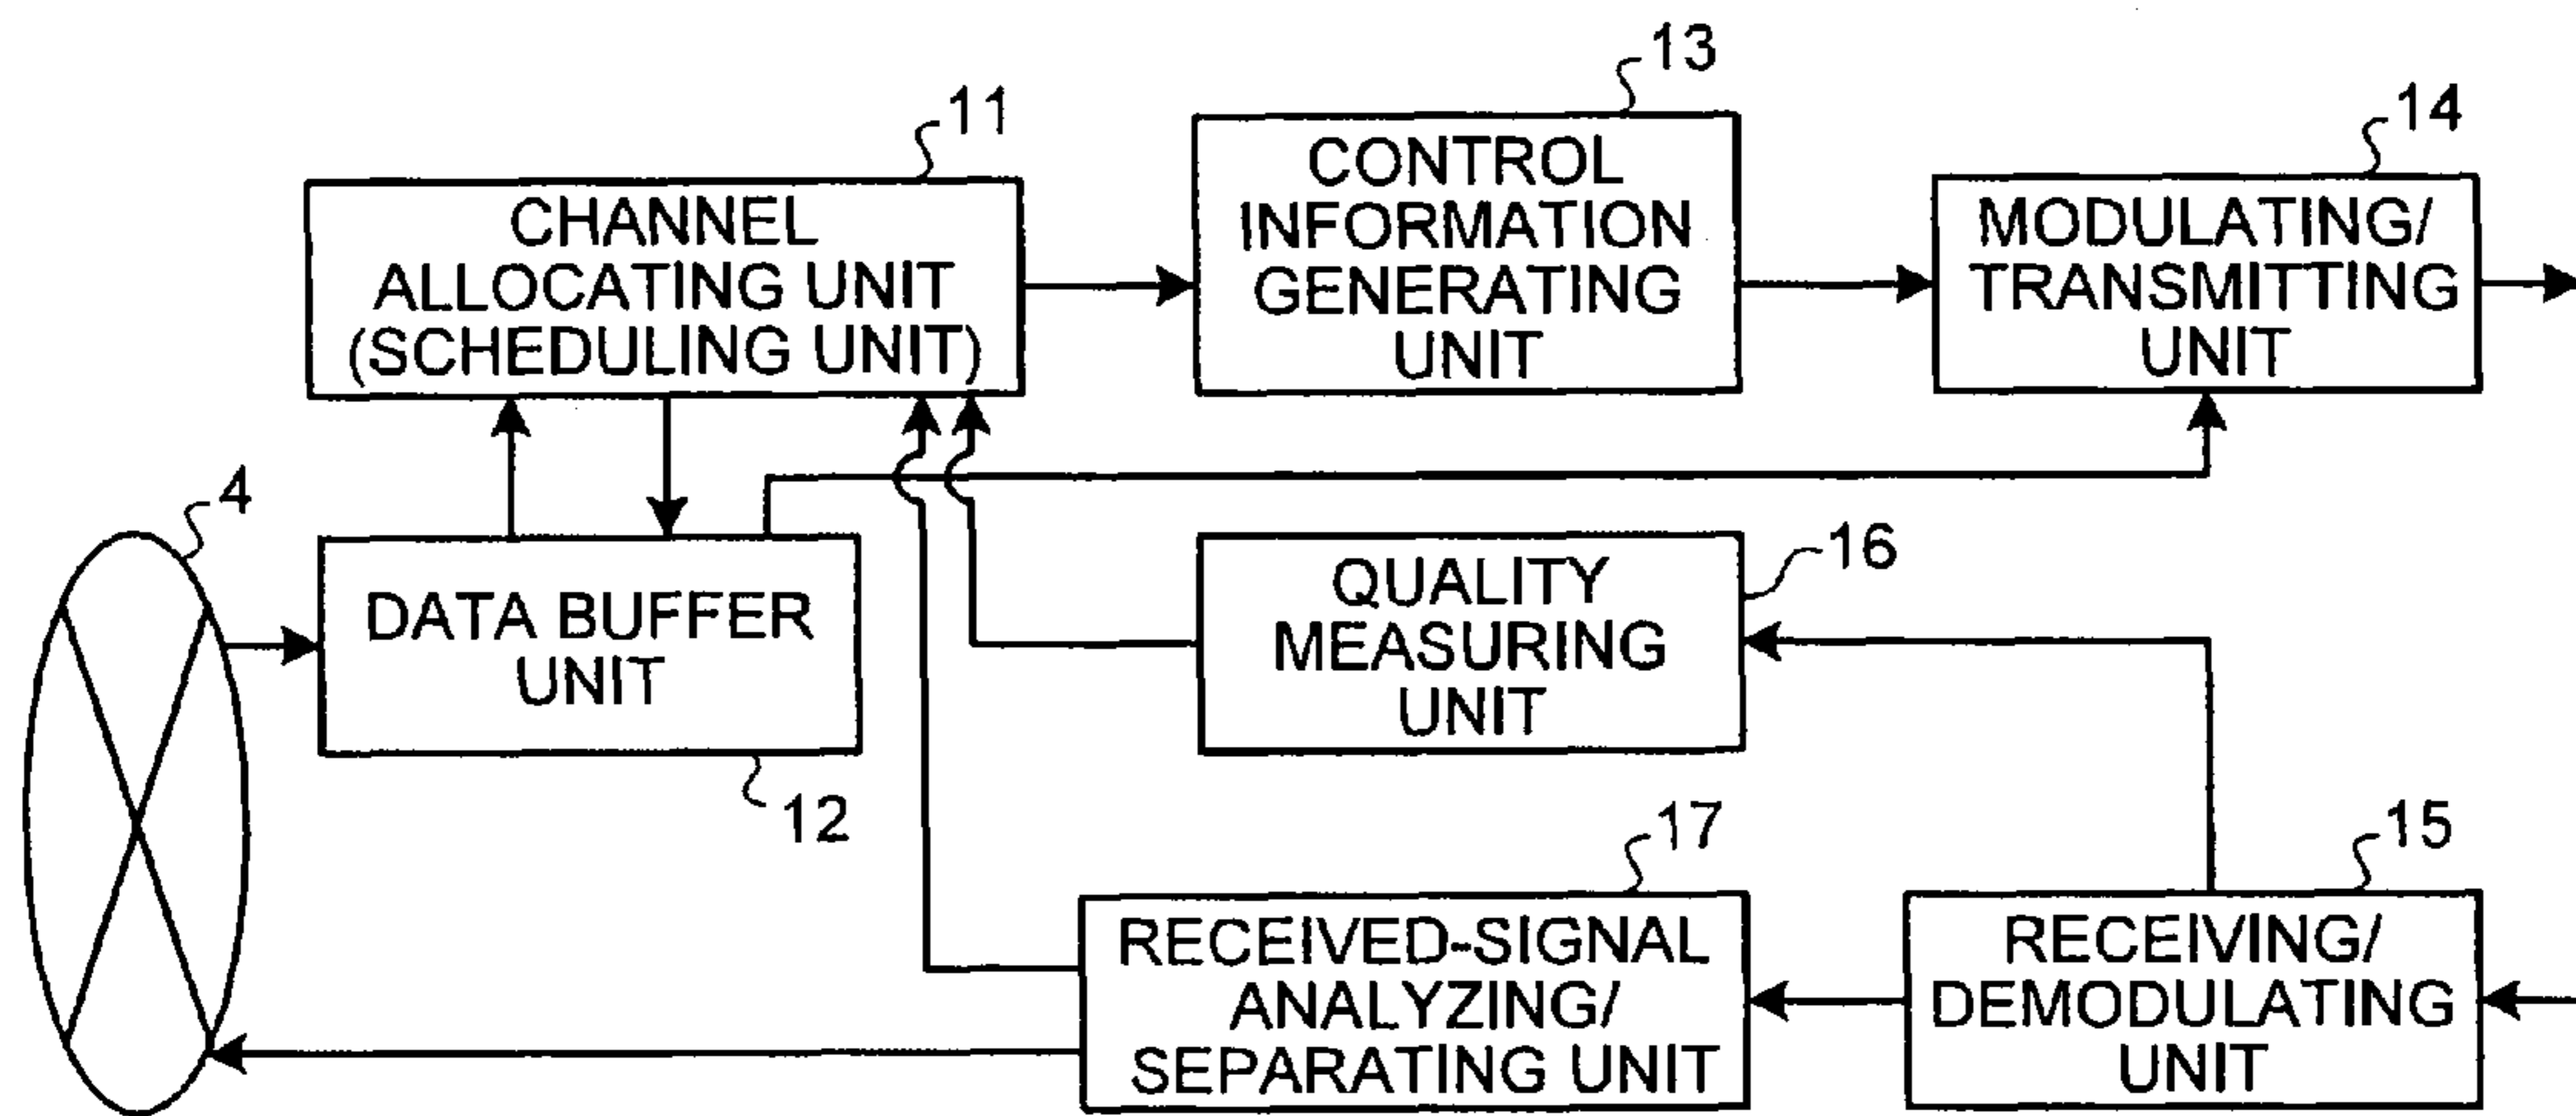 13
11
14
CONTROL
INFORMATION
GENERATING
UNIT
CHANNEL
ALLOCATING UNIT
(SCHEDULING UNIT)
MODULATING/
TRANSMITTING
UNIT
4
16
DATA BUFFER
UNIT
QUALITY
MEASURING
UNIT
12
17
15
RECEIVED-SIGNAL
ANALYZING/
SEPARATING UNIT
RECEIVING/
DEMODULATING
UNIT